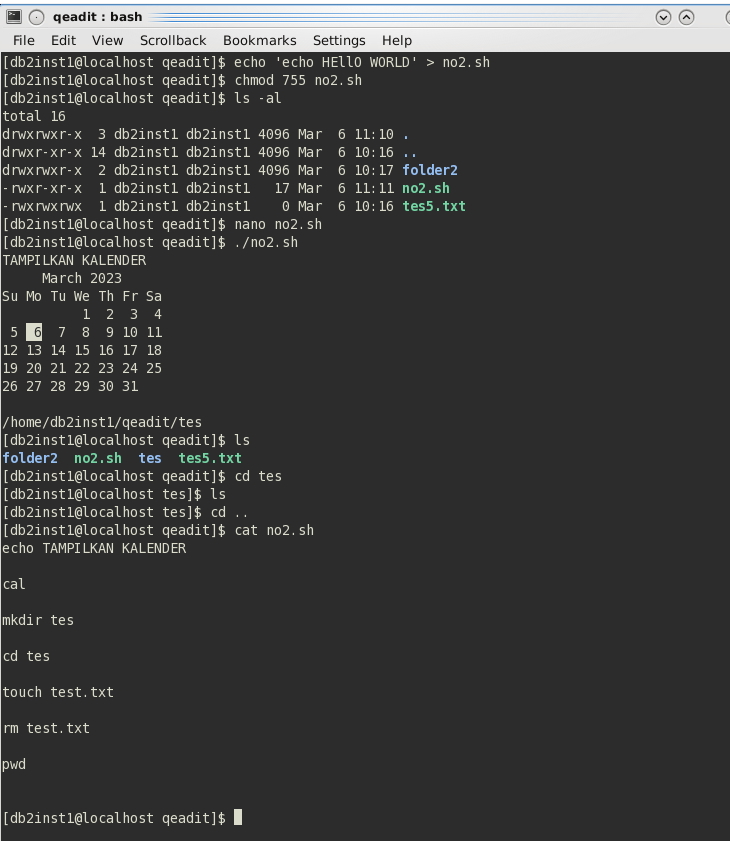 qeadit : bash
File Edit View Scrollback Bookmarks Settings Help
[db2inst1@localhost qeadit]$ echo 'echo HEllO WORLD' > no2.sh
[db2inst1@localhost qeadit]$ chmod 755 no2.sh
[db2inst1@localhost qeadit]$ ls -al
total 16
drwxrwxr-x  3 db2inst1 db2inst1 4096 Mar  6 11:10 .
drwxr-xr-x 14 db2inst1 db2inst1 4096 Mar  6 10:16 ..
drwxrwxr-x  2 db2inst1 db2inst1 4096 Mar  6 10:17 folder2
-rwxr-xr-x  1 db2inst1 db2inst1   17 Mar  6 11:11 no2.sh
-rwxrwxrwx  1 db2inst1 db2inst1    0 Mar  6 10:16 tes5.txt
[db2inst1@localhost qeadit]$ nano no2.sh
[db2inst1@localhost qeadit]$ ./no2.sh
TAMPILKAN KALENDER
     March 2023
Su Mo Tu We Th Fr Sa
          1  2  3  4
 5  6  7  8  9 10 11
12 13 14 15 16 17 18
19 20 21 22 23 24 25
26 27 28 29 30 31
/home/db2inst1/qeadit/tes
[db2inst1@localhost qeadit]$ ls
folder2  no2.sh  tes  tes5.txt
[db2inst1@localhost qeadit]$ cd tes
[db2inst1@localhost tes]$ ls
[db2inst1@localhost tes]$ cd ..
[db2inst1@localhost qeadit]$ cat no2.sh
echo TAMPILKAN KALENDER
cal
mkdir tes
cd tes
touch test.txt
rm test.txt
pwd
[db2inst1@localhost qeadit]$